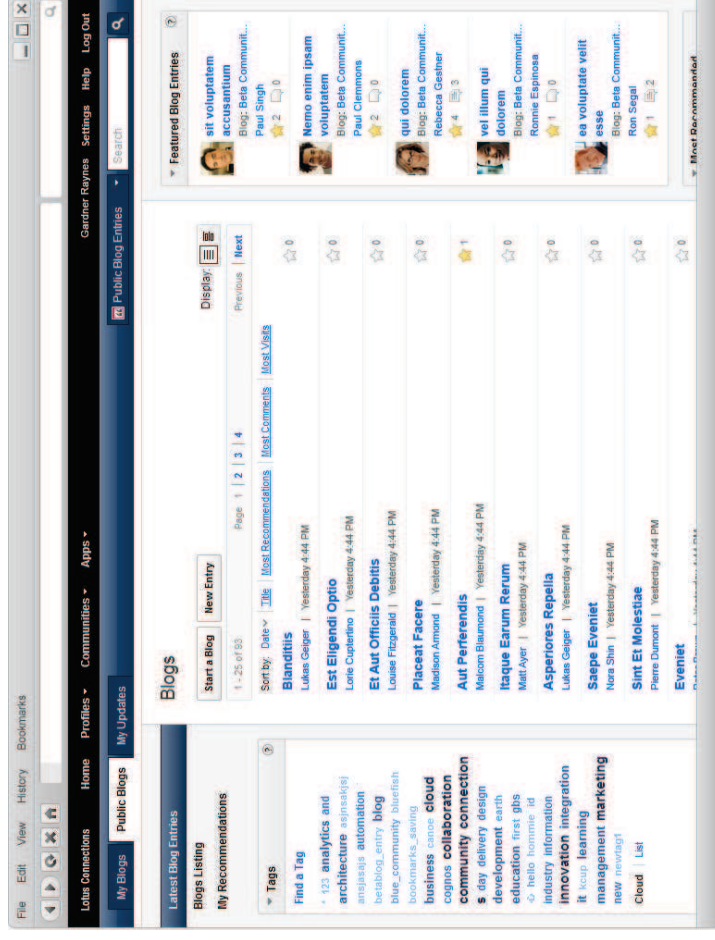 File Edit View History Bookmarks
Lotus Connections Home Profiles Communities Apps Gardner Raynes Settings Help Log Out
My Blogs Public Blogs My Updates Public Blog Entries Search
Latest Blog Entries
Blogs Listing
My Recommendations
Tags ?
Find a Tag
* 123 analytics and
architecture asjnsakjsj
ansjasajs automation
betablog_entry blog
blue_community bluefish
bookmarks_saving
business canoe cloud
cognos collaboration
community connection
s day delivery design
development earth
education first gbs
hello hommie id
industry information
innovation integration
it kcup learning
management marketing
new newtag1
Cloud | List
Blogs
Start a Blog New Entry Display:
1 - 25 of 93 Page 1 | 2 | 3 | 4 Previous | Next
Sort by: Date Title | Most Recommendations | Most Comments | Most Visits
Blanditiis 0
Lukas Geiger | Yesterday 4:44 PM
Est Eligendi Optio 0
Lorie Cupterlino | Yesterday 4:44 PM
Et Aut Officiis Debitis 0
Louise Fitzgerald | Yesterday 4:44 PM
Placeat Facere 0
Madison Armond | Yesterday 4:44 PM
Aut Perferendis 1
Malcom Blaumond | Yesterday 4:44 PM
Itaque Earum Rerum 0
Matt Ayer | Yesterday 4:44 PM
Asperiores Repella 0
Lukas Geiger | Yesterday 4:44 PM
Saepe Eveniet 0
Nora Shin | Yesterday 4:44 PM
Sint Et Molestiae 0
Pierre Dumont | Yesterday 4:44 PM
Eveniet 0
Featured Blog Entries ?
sit voluptatem
accusantium
Blog: Beta Communit...
Paul Singh
2 0
Nemo enim ipsam
voluptatem
Blog: Beta Communit...
Paul Clemmons
2 0
qui dolorem
Blog: Beta Communit...
Rebecca Gestner
4 3
vel illum qui
dolorem
Blog: Beta Communit...
Ronnie Espinosa
1 0
ea voluptate velit
esse
Blog: Beta Communit...
Ron Segal
1 2
Most Recommended